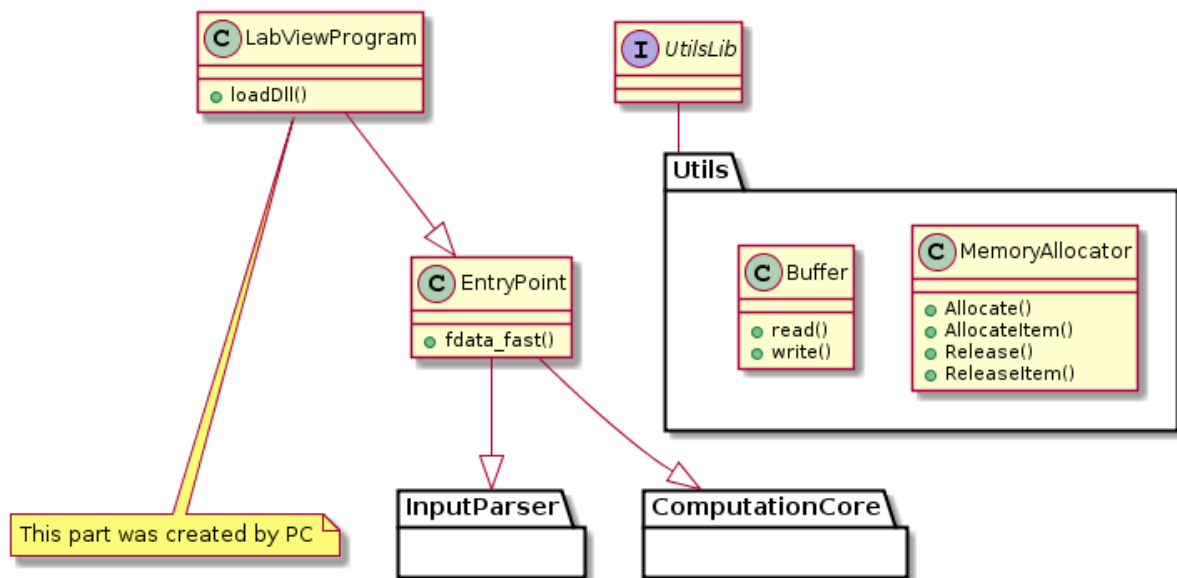 C LabViewProgram
loadDll()
I UtilsLib
Utils
C Buffer
read()
write()
C MemoryAllocator
Allocate()
AllocateItem()
Release()
ReleaseItem()
C EntryPoint
fdata_fast()
This part was created by PC
InputParser
ComputationCore